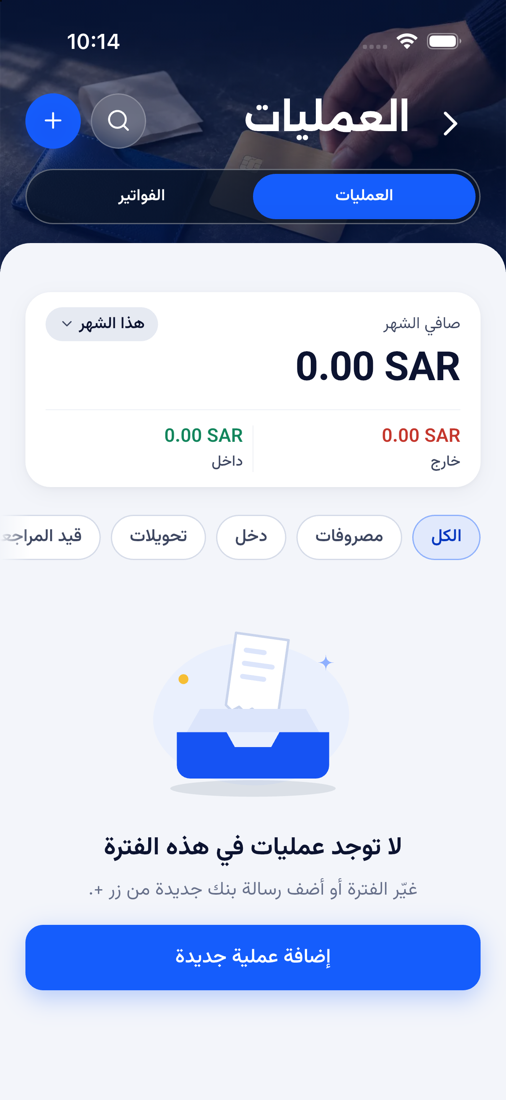 10:14
العمليات
العمليات
الفواتير
صافي الشهر
هذا الشهر
0.00 SAR
0.00 SAR
خارج
0.00 SAR
داخل
الكل
مصروفات
دخل
تحويلات
قيد المراجع
لا توجد عمليات في هذه الفترة
غيّر الفترة أو أضف رسالة بنك جديدة من زر +.
إضافة عملية جديدة